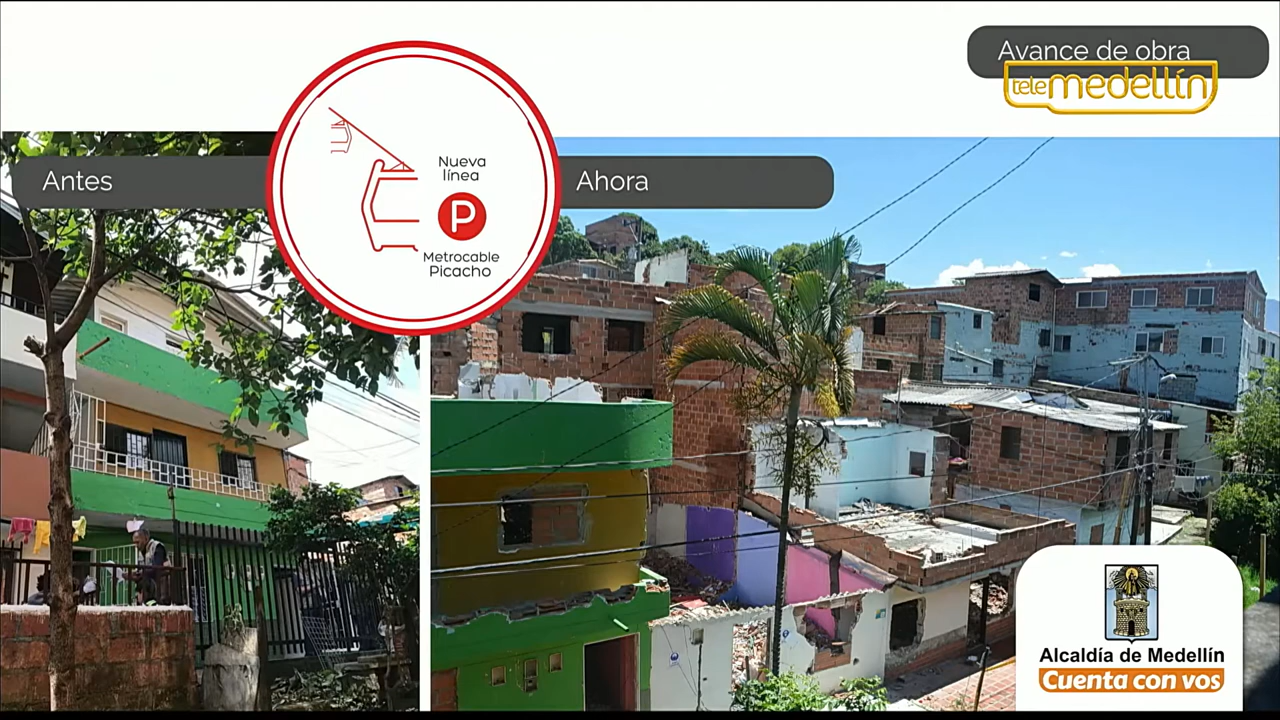 Avance de obra
telemedellín
Antes
Nueva
línea
P
Metrocable
Picacho
Ahora
Alcaldía de Medellín
Cuenta con vos